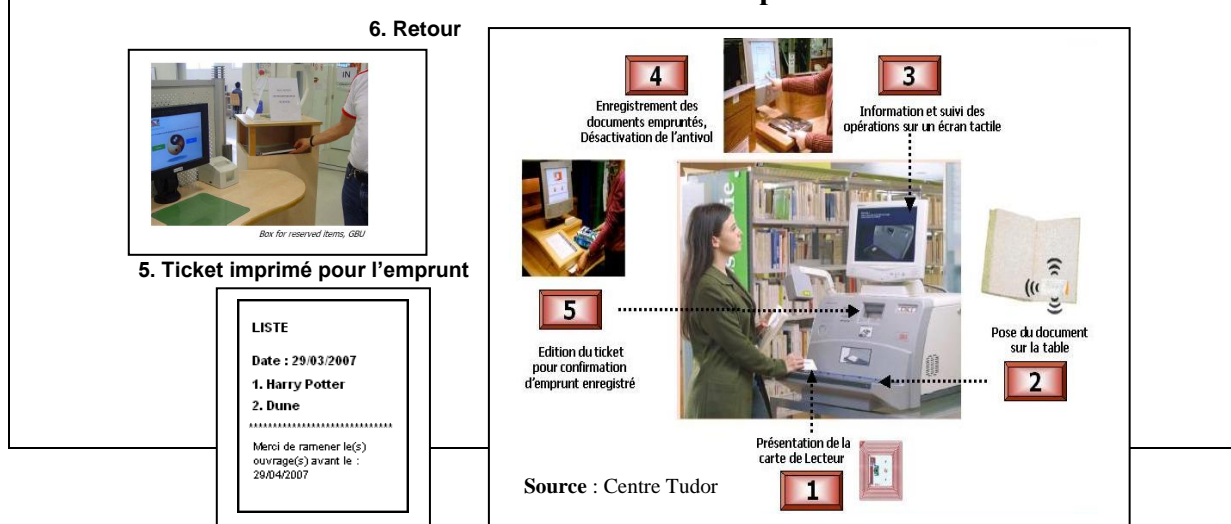 6. Retour
IN
Box for reserved items, GBU
5. Ticket imprimé pour l’emprunt
LISTE
Date : 29/03/2007
1. Harry Potter
2. Dune
*******************************
Merci de ramener le(s)
ouvrage(s) avant le :
29/04/2007
4
Enregistrement des
documents empruntés,
Désactivation de l'antivol
3
Information et suivi des
opérations sur un écran tactile
5
Edition du ticket
pour confirmation
d'emprunt enregistré
Pose du document
sur la table
2
Présentation de la
carte de Lecteur
1
Source : Centre Tudor